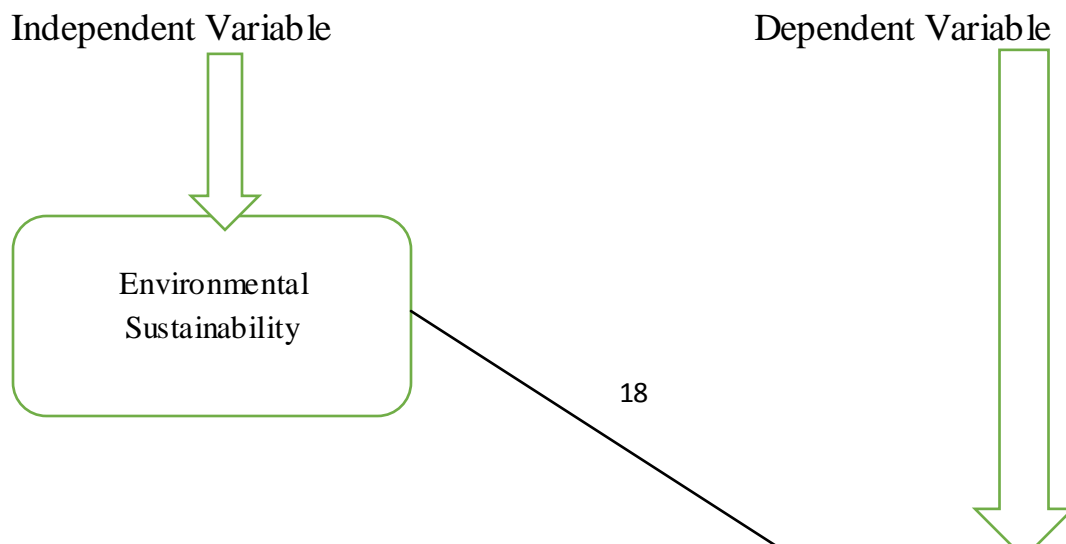 Independent Variable
Dependent Variable
Environmental
Sustainability
18